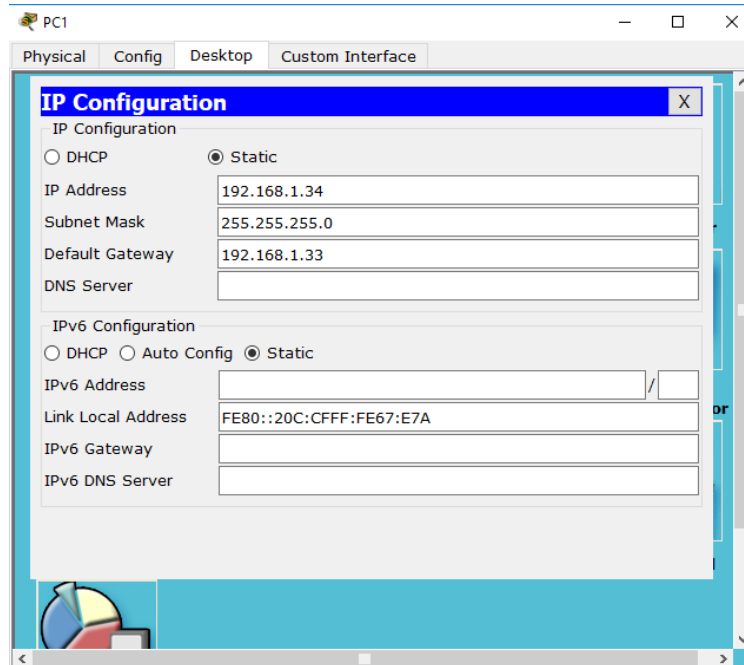 PC1
Physical Config Desktop Custom Interface
IP Configuration X
IP Configuration
DHCP Static
IP Address 192.168.1.34
Subnet Mask 255.255.255.0
Default Gateway 192.168.1.33
DNS Server
IPv6 Configuration
DHCP Auto Config Static
IPv6 Address /
Link Local Address FE80::20C:CFFF:FE67:E7A
IPv6 Gateway
IPv6 DNS Server
or